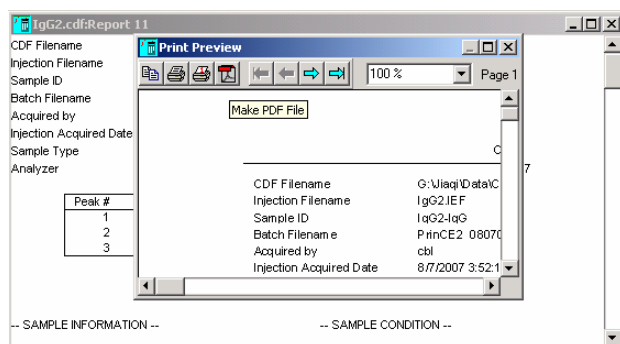 IgG2.cdf:Report 11
CDF Filename
Injection Filename
Sample ID
Batch Filename
Acquired by
Injection Acquired Date
Sample Type
Analyzer
7
Peak #
1
2
3
-- SAMPLE INFORMATION --
-- SAMPLE CONDITION --
Print Preview
100 %
Page 1
Make PDF File
C
CDF Filename G:\Jiaqi\Data\C
Injection Filename IgG2.IEF
Sample ID IgG2-IgG
Batch Filename PrinCE2 08070
Acquired by cbl
Injection Acquired Date 8/7/2007 3:52:1